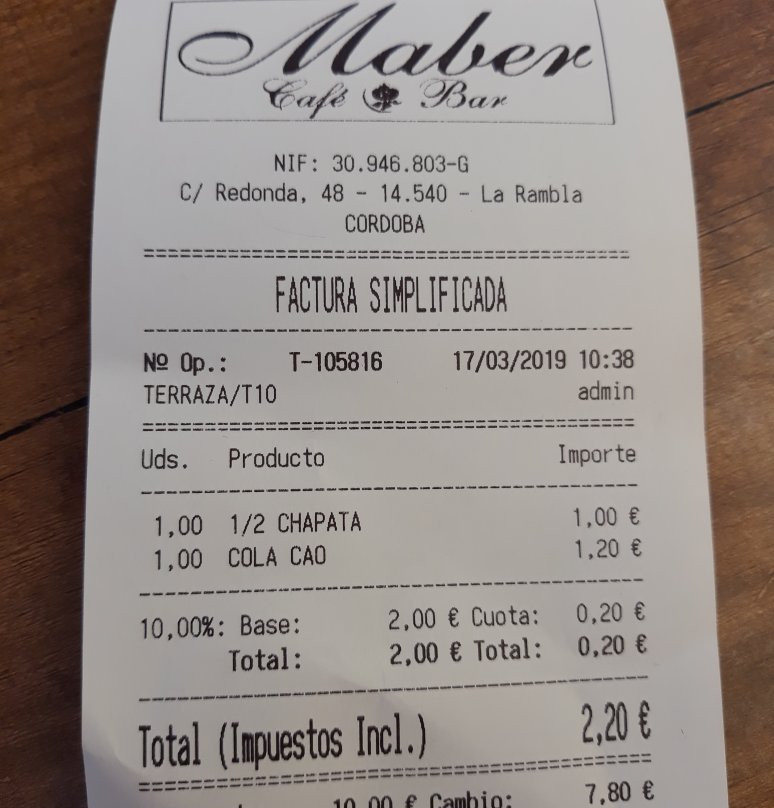 Maber
Café Bar
NIF: 30.946.803-G
C/ Redonda, 48 - 14.540 - La Rambla
CORDOBA
FACTURA SIMPLIFICADA
Nº Op.: T-105816 17/03/2019 10:38
TERRAZA/T10 admin
Uds. Producto Importe
1,00 1/2 CHAPATA 1,00 €
1,00 COLA CAO 1,20 €
10,00%: Base: 2,00 € Cuota: 0,20 €
Total: 2,00 € Total: 0,20 €
Total (Impuestos Incl.) 2,20 €
10,00 € Cambio: 7,80 €